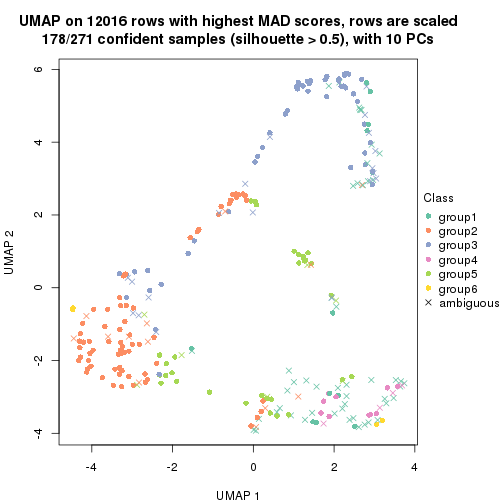 UMAP on 12016 rows with highest MAD scores, rows are scaled
178/271 confident samples (silhouette > 0.5), with 10 PCs
6
4
2
0
-2
-4
UMAP 2
-4
-2
0
2
4
UMAP 1
Class
group1
group2
group3
group4
group5
group6
ambiguous